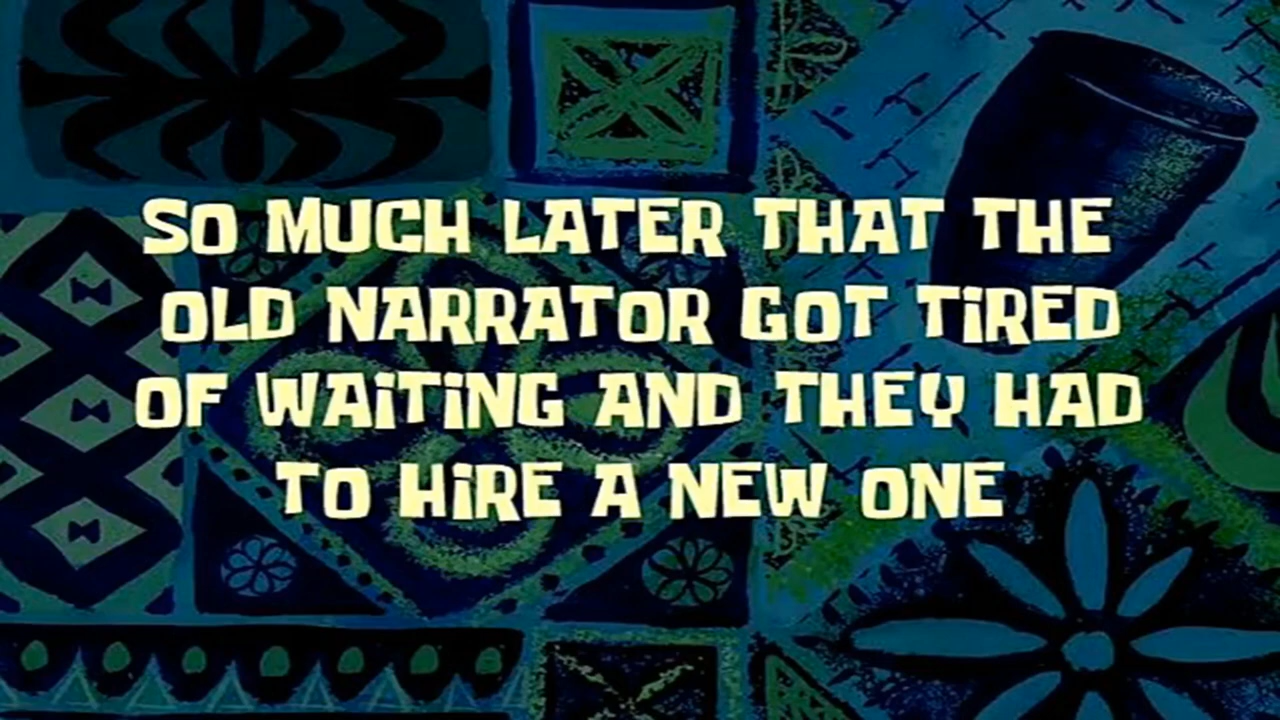 SO MUCH LATER THAT THE
OLD NARRATOR GOT TiRED
OF WAiTiNG AND THEY HAD
TO HiRE A NEW ONE